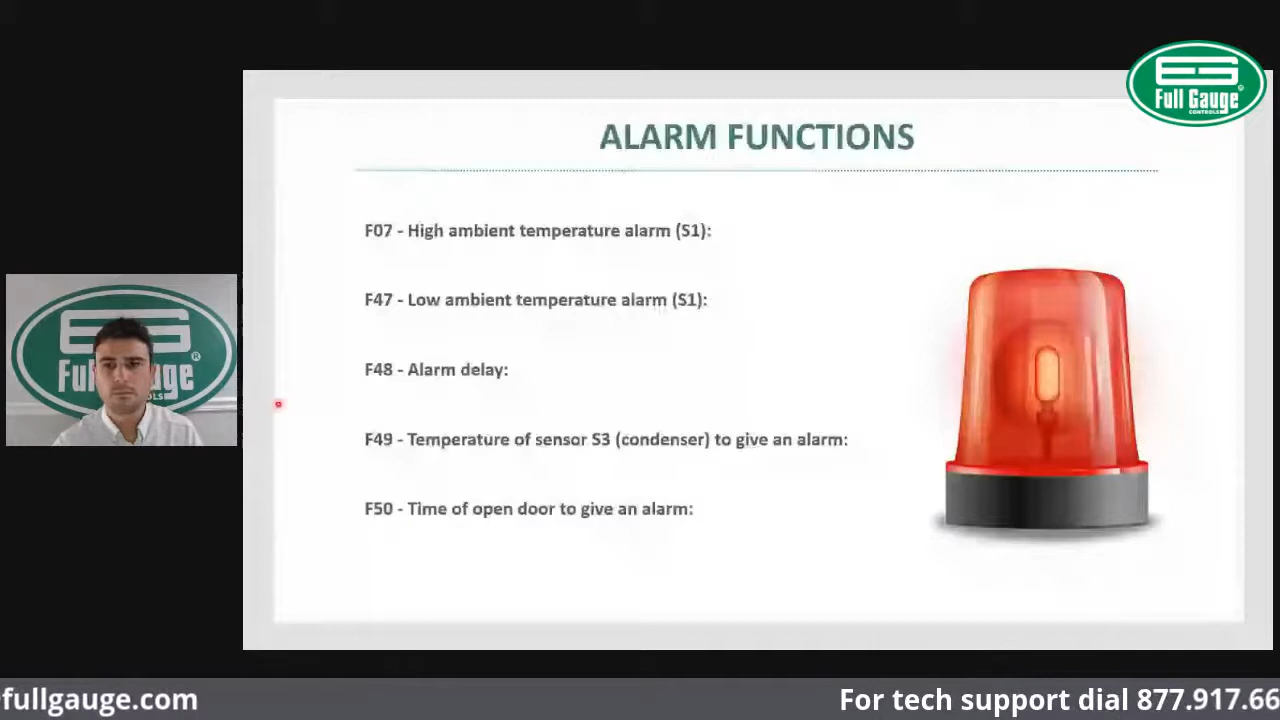 Full Gauge
CONTROLS
ALARM FUNCTIONS
F07 - High ambient temperature alarm (S1):
F47 - Low ambient temperature alarm (S1):
F48 - Alarm delay:
F49 - Temperature of sensor S3 (condenser) to give an alarm:
F50 - Time of open door to give an alarm:
fullgauge.com
For tech support dial 877.917.66